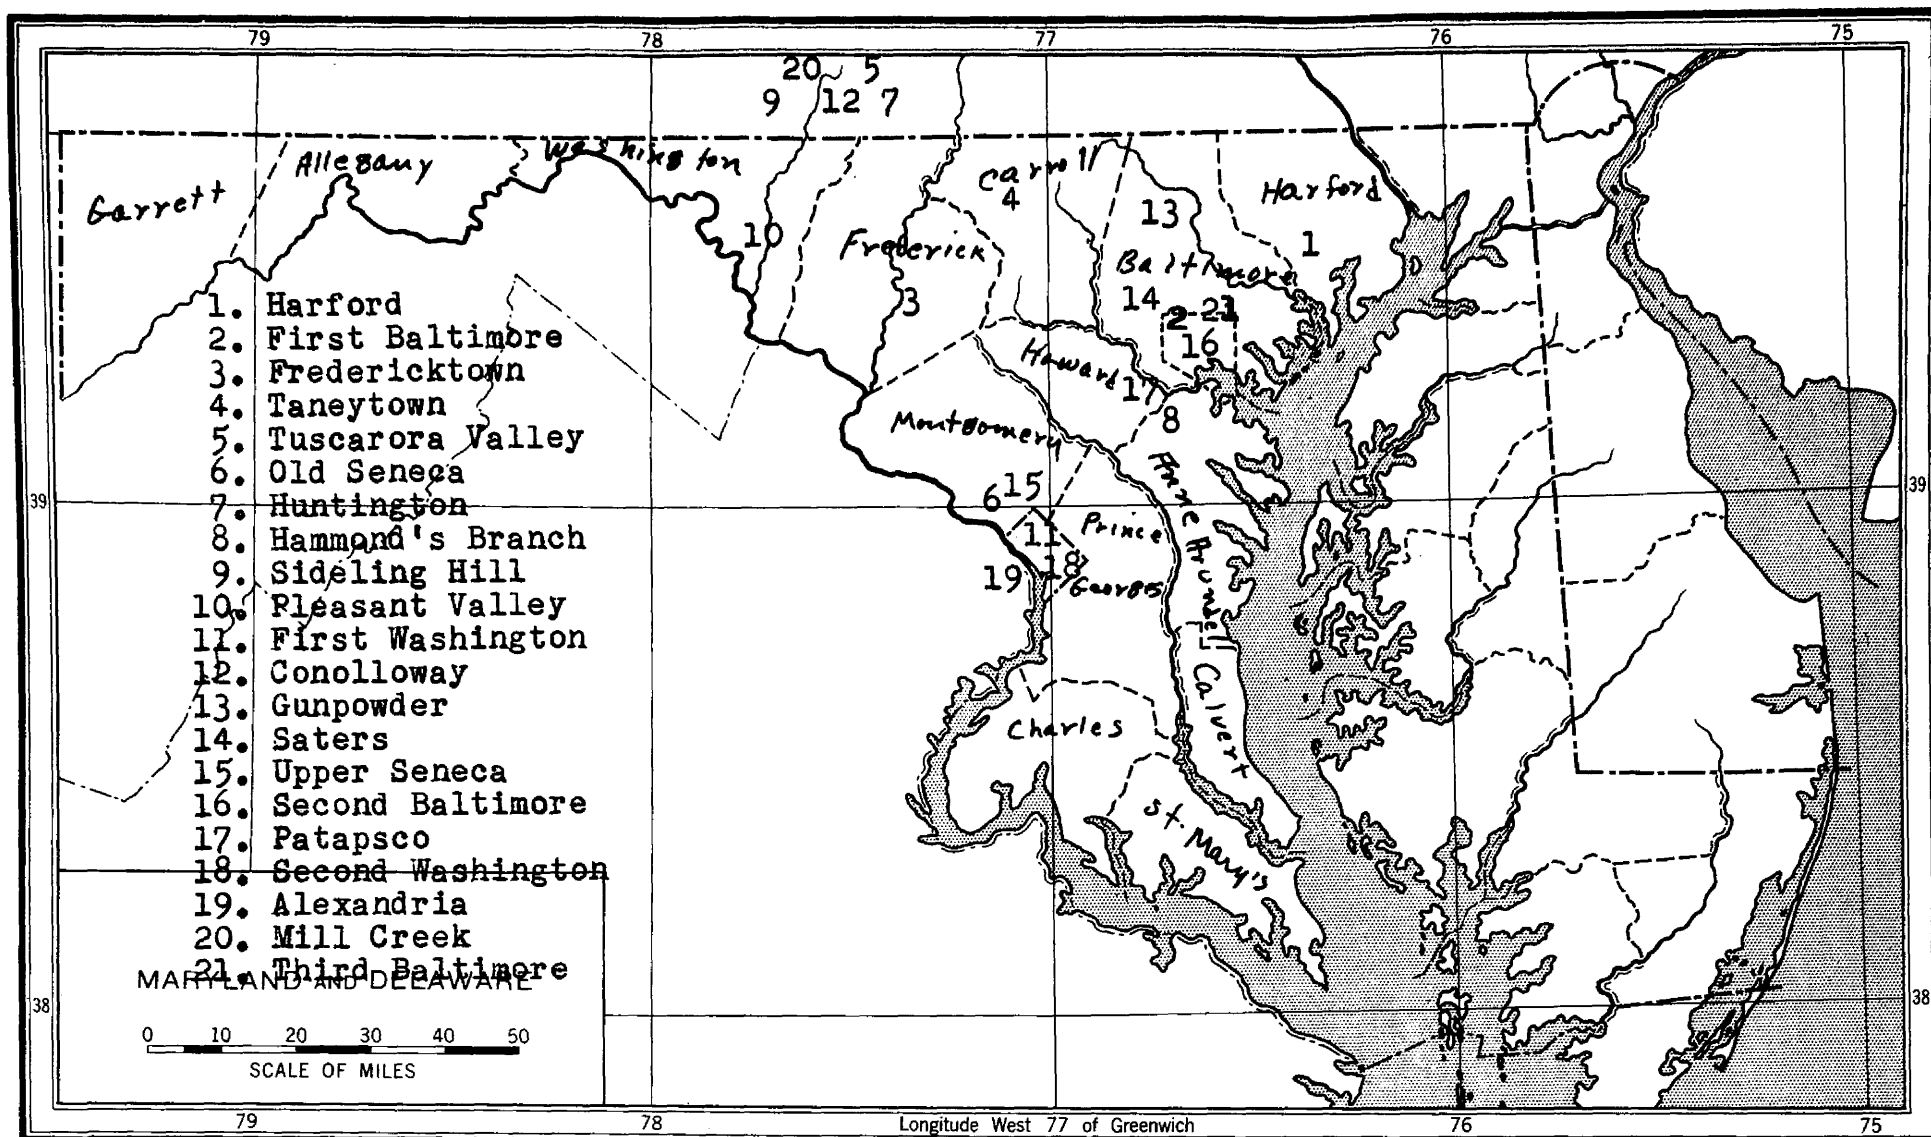 79 78 77 76 75
20 5
9 12 7
Garrett
Allegany
Washington
Carroll
4
Harford
1
10
Frederick
3
13
Baltimore
14
2 21
16
Howard
17
8
Montgomery
6 15
11
18
19
Prince
Georges
Anne Arundel
Calvert
Charles
St. Mary's
39 39
38 38
1. Harford
2. First Baltimore
3. Fredericktown
4. Taneytown
5. Tuscarora Valley
6. Old Seneca
7. Huntington
8. Hammond's Branch
9. Sideling Hill
10. Pleasant Valley
11. First Washington
12. Conolloway
13. Gunpowder
14. Saters
15. Upper Seneca
16. Second Baltimore
17. Patapsco
18. Second Washington
19. Alexandria
20. Mill Creek
21. Third Baltimore
MARYLAND AND DELAWARE
0 10 20 30 40 50
SCALE OF MILES
79 78 Longitude West 77 of Greenwich 76 75